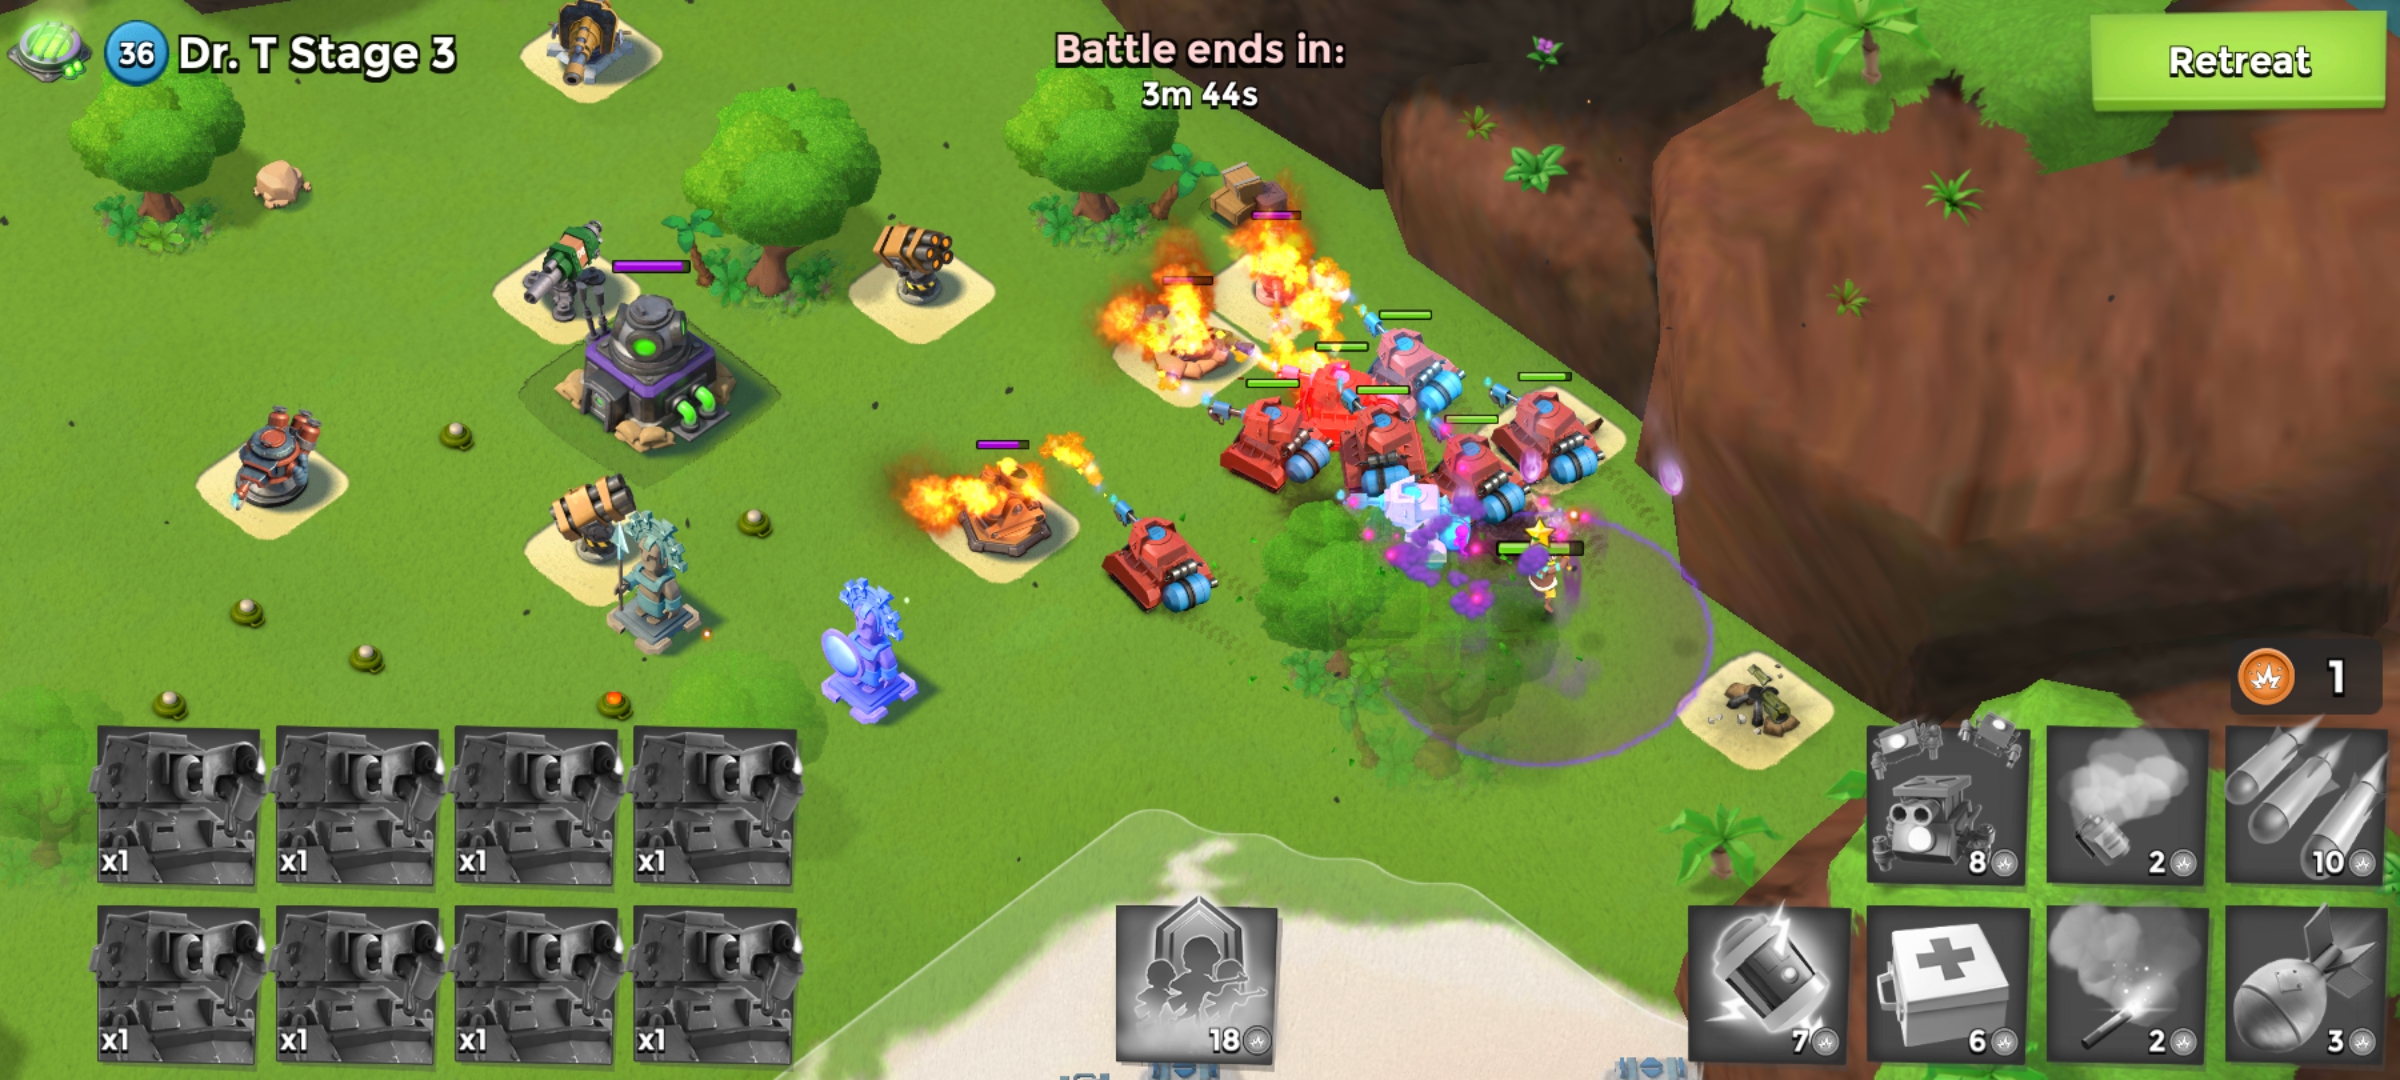 36 Dr. T Stage 3
Battle ends in:
3m 44s
Retreat
1
x1 x1 x1 x1
8 2 10
x1 x1 x1 x1
18
7 6 2 3